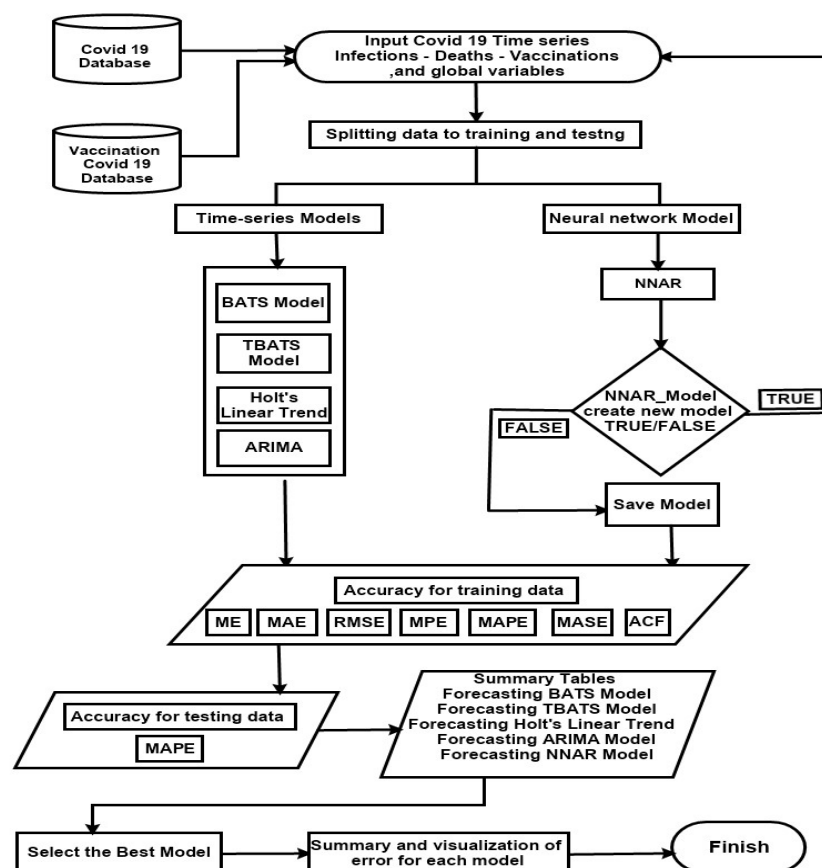 Covid 19
Database
Input Covid 19 Time series
Infections - Deaths - Vaccinations
,and global variables
Vaccination
Covid 19
Database
Splitting data to training and testng
Time-series Models
Neural network Model
BATS Model
TBATS
Model
Holt's
Linear Trend
ARIMA
NNAR
NNAR_Model
create new model
TRUE/FALSE
TRUE
FALSE
Save Model
Accuracy for training data
ME MAE RMSE MPE MAPE MASE ACF
Accuracy for testing data
MAPE
Summary Tables
Forecasting BATS Model
Forecasting TBATS Model
Forecasting Holt's Linear Trend
Forecasting ARIMA Model
Forecasting NNAR Model
Select the Best Model
Summary and visualization of
error for each model
Finish